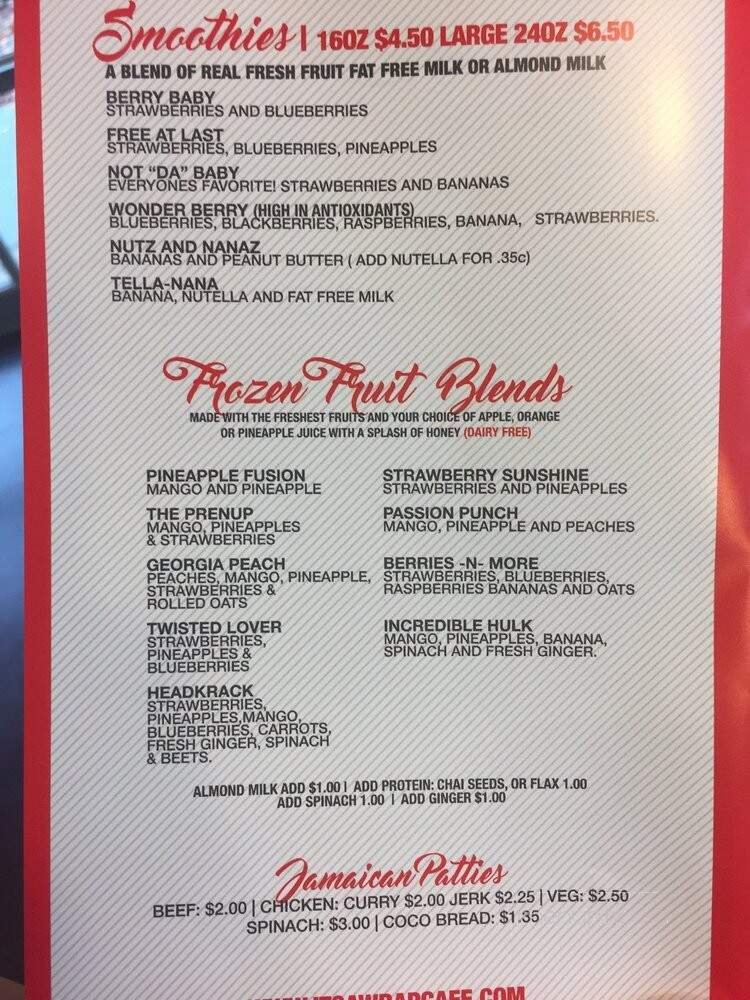 Smoothies | 16OZ $4.50 LARGE 24OZ $6.50
A BLEND OF REAL FRESH FRUIT FAT FREE MILK OR ALMOND MILK
BERRY BABY
STRAWBERRIES AND BLUEBERRIES
FREE AT LAST
STRAWBERRIES, BLUEBERRIES, PINEAPPLES
NOT “DA” BABY
EVERYONES FAVORITE! STRAWBERRIES AND BANANAS
WONDER BERRY (HIGH IN ANTIOXIDANTS)
BLUEBERRIES, BLACKBERRIES, RASPBERRIES, BANANA, STRAWBERRIES.
NUTZ AND NANAZ
BANANAS AND PEANUT BUTTER ( ADD NUTELLA FOR .35c)
TELLA-NANA
BANANA, NUTELLA AND FAT FREE MILK
Frozen Fruit Blends
MADE WITH THE FRESHEST FRUITS AND YOUR CHOICE OF APPLE, ORANGE
OR PINEAPPLE JUICE WITH A SPLASH OF HONEY (DAIRY FREE)
PINEAPPLE FUSION
MANGO AND PINEAPPLE
THE PRENUP
MANGO, PINEAPPLES
& STRAWBERRIES
GEORGIA PEACH
PEACHES, MANGO, PINEAPPLE,
STRAWBERRIES &
ROLLED OATS
TWISTED LOVER
STRAWBERRIES,
PINEAPPLES &
BLUEBERRIES
HEADKRACK
STRAWBERRIES,
PINEAPPLES,MANGO,
BLUEBERRIES, CARROTS,
FRESH GINGER, SPINACH
& BEETS.
STRAWBERRY SUNSHINE
STRAWBERRIES AND PINEAPPLES
PASSION PUNCH
MANGO, PINEAPPLE AND PEACHES
BERRIES -N- MORE
STRAWBERRIES, BLUEBERRIES,
RASPBERRIES BANANAS AND OATS
INCREDIBLE HULK
MANGO, PINEAPPLES, BANANA,
SPINACH AND FRESH GINGER.
ALMOND MILK ADD $1.00 | ADD PROTEIN: CHAI SEEDS, OR FLAX 1.00
ADD SPINACH 1.00 | ADD GINGER $1.00
Jamaican Patties
BEEF: $2.00 | CHICKEN: CURRY $2.00 JERK $2.25 | VEG: $2.50
SPINACH: $3.00 | COCO BREAD: $1.35